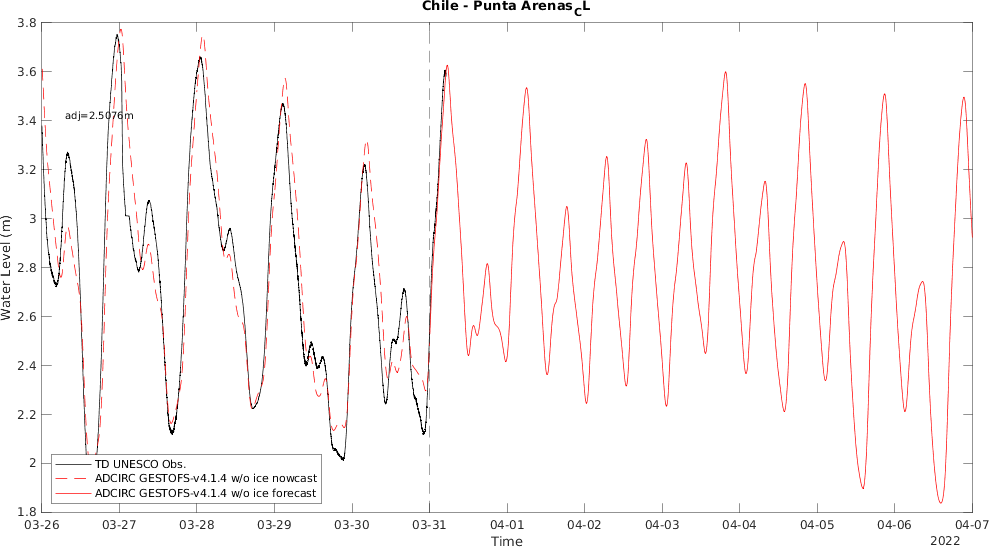 Chile - Punta Arenas_CL
3.8
3.6
3.4
3.2
3
2.8
2.6
2.4
2.2
2
1.8
Water Level (m)
adj=2.5076m
TD UNESCO Obs.
ADCIRC GESTOFS-v4.1.4 w/o ice nowcast
ADCIRC GESTOFS-v4.1.4 w/o ice forecast
03-26 03-27 03-28 03-29 03-30 03-31 04-01 04-02 04-03 04-04 04-05 04-06 04-07
Time
2022